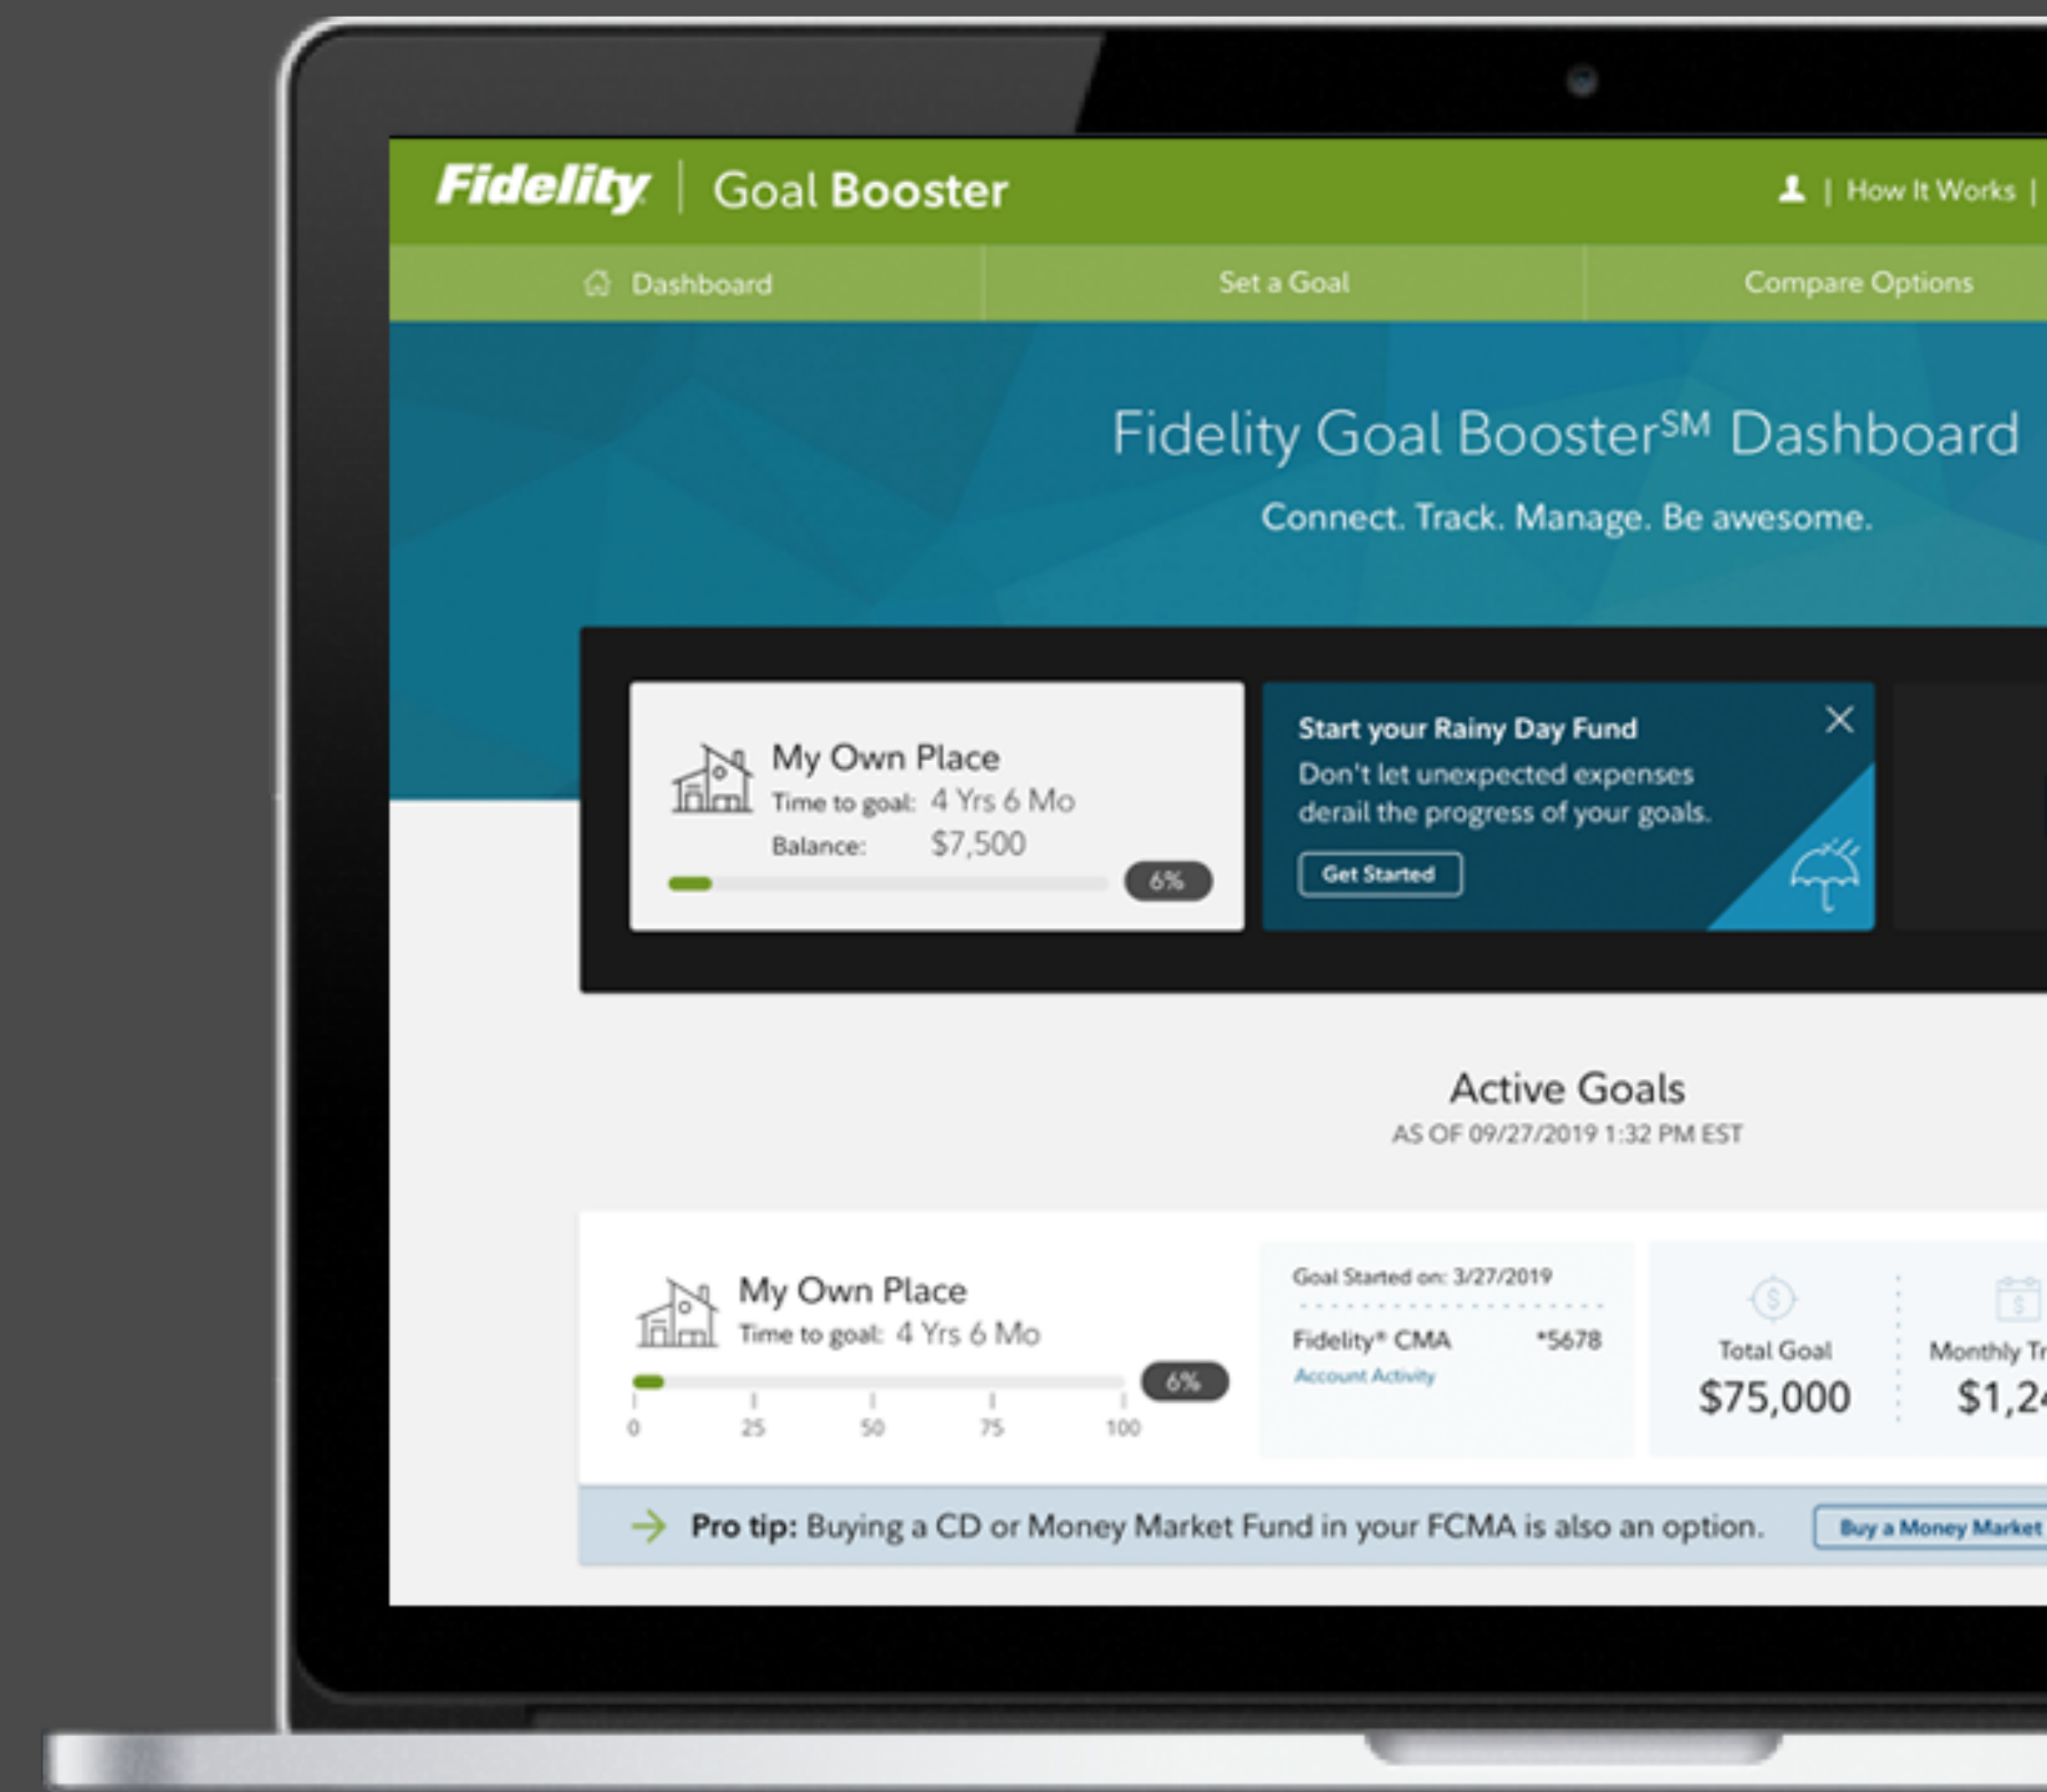 Fidelity | Goal Booster
| How It Works |
Dashboard
Set a Goal
Compare Options
Fidelity Goal Booster℠ Dashboard
Connect. Track. Manage. Be awesome.
My Own Place
Time to goal: 4 Yrs 6 Mo
Balance: $7,500
6%
Start your Rainy Day Fund
Don't let unexpected expenses
derail the progress of your goals.
Get Started
Active Goals
AS OF 09/27/2019 1:32 PM EST
My Own Place
Time to goal: 4 Yrs 6 Mo
6%
0 25 50 75 100
Goal Started on: 3/27/2019
Fidelity® CMA *5678
Account Activity
Total Goal
$75,000
Monthly
Pro tip: Buying a CD or Money Market Fund in your FCMA is also an option.
Buy a Money Market